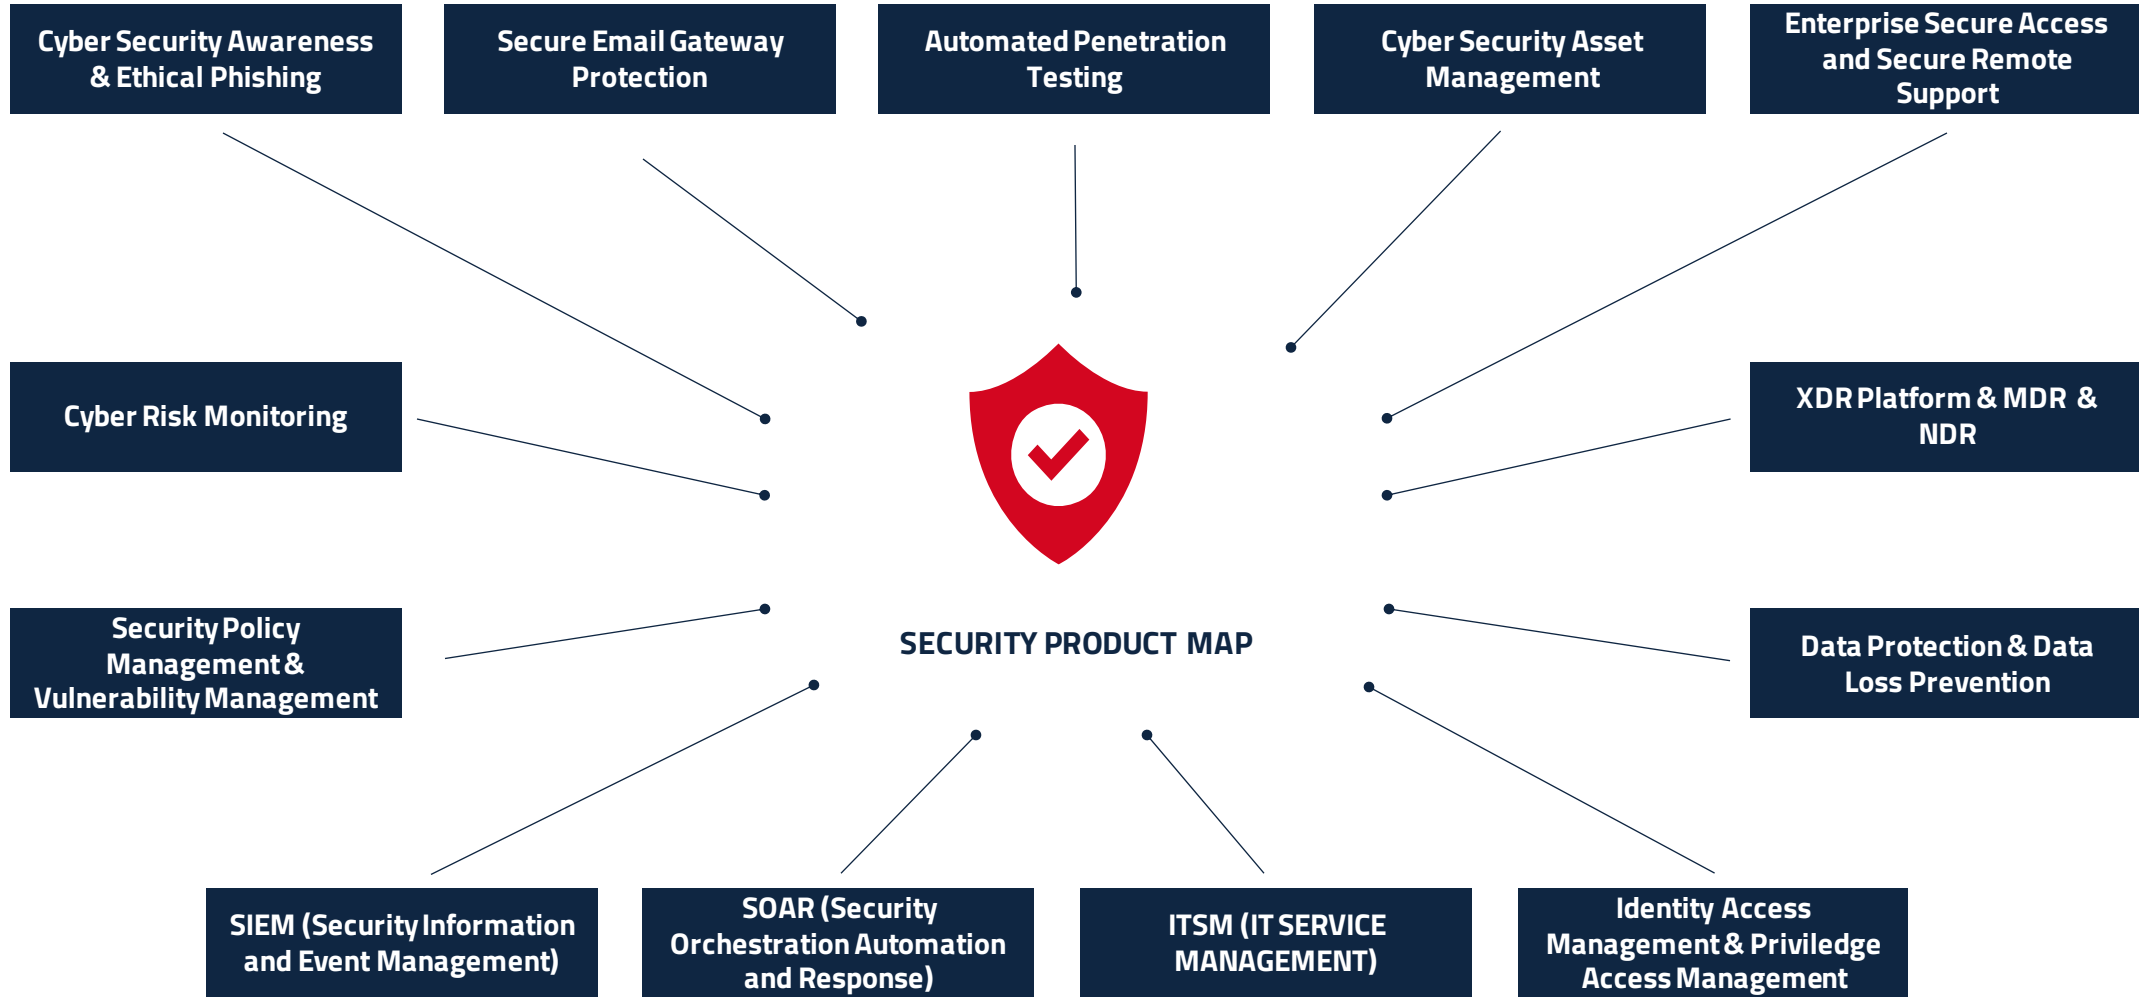 Cyber Security Awareness
& Ethical Phishing
Secure Email Gateway
Protection
Automated Penetration
Testing
Cyber Security Asset
Management
Enterprise Secure Access
and Secure Remote
Support
Cyber Risk Monitoring
XDR Platform & MDR &
NDR
Security Policy
Management &
Vulnerability Management
SECURITY PRODUCT MAP
Data Protection & Data
Loss Prevention
SIEM (Security Information
and Event Management)
SOAR (Security
Orchestration Automation
and Response)
ITSM (IT SERVICE
MANAGEMENT)
Identity Access
Management & Priviledge
Access Management